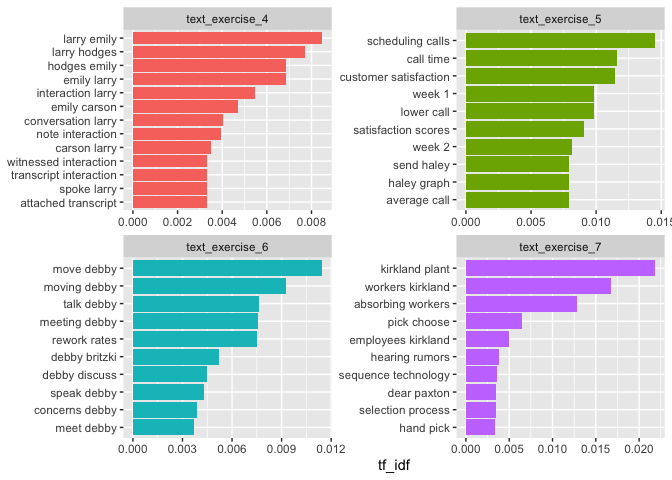 text_exercise_4
larry emily
larry hodges
hodges emily
emily larry
interaction larry
emily carson
conversation larry
note interaction
carson larry
witnessed interaction
transcript interaction
spoke larry
attached transcript
0.000 0.002 0.004 0.006 0.008
text_exercise_5
scheduling calls
call time
customer satisfaction
week 1
lower call
satisfaction scores
week 2
send haley
haley graph
average call
0.000 0.005 0.010 0.015
text_exercise_6
move debby
moving debby
talk debby
meeting debby
rework rates
debby britzki
debby discuss
speak debby
concerns debby
meet debby
0.000 0.003 0.006 0.009 0.012
text_exercise_7
kirkland plant
workers kirkland
absorbing workers
pick choose
employees kirkland
hearing rumors
sequence technology
dear paxton
selection process
hand pick
0.000 0.005 0.010 0.015 0.020
tf_idf